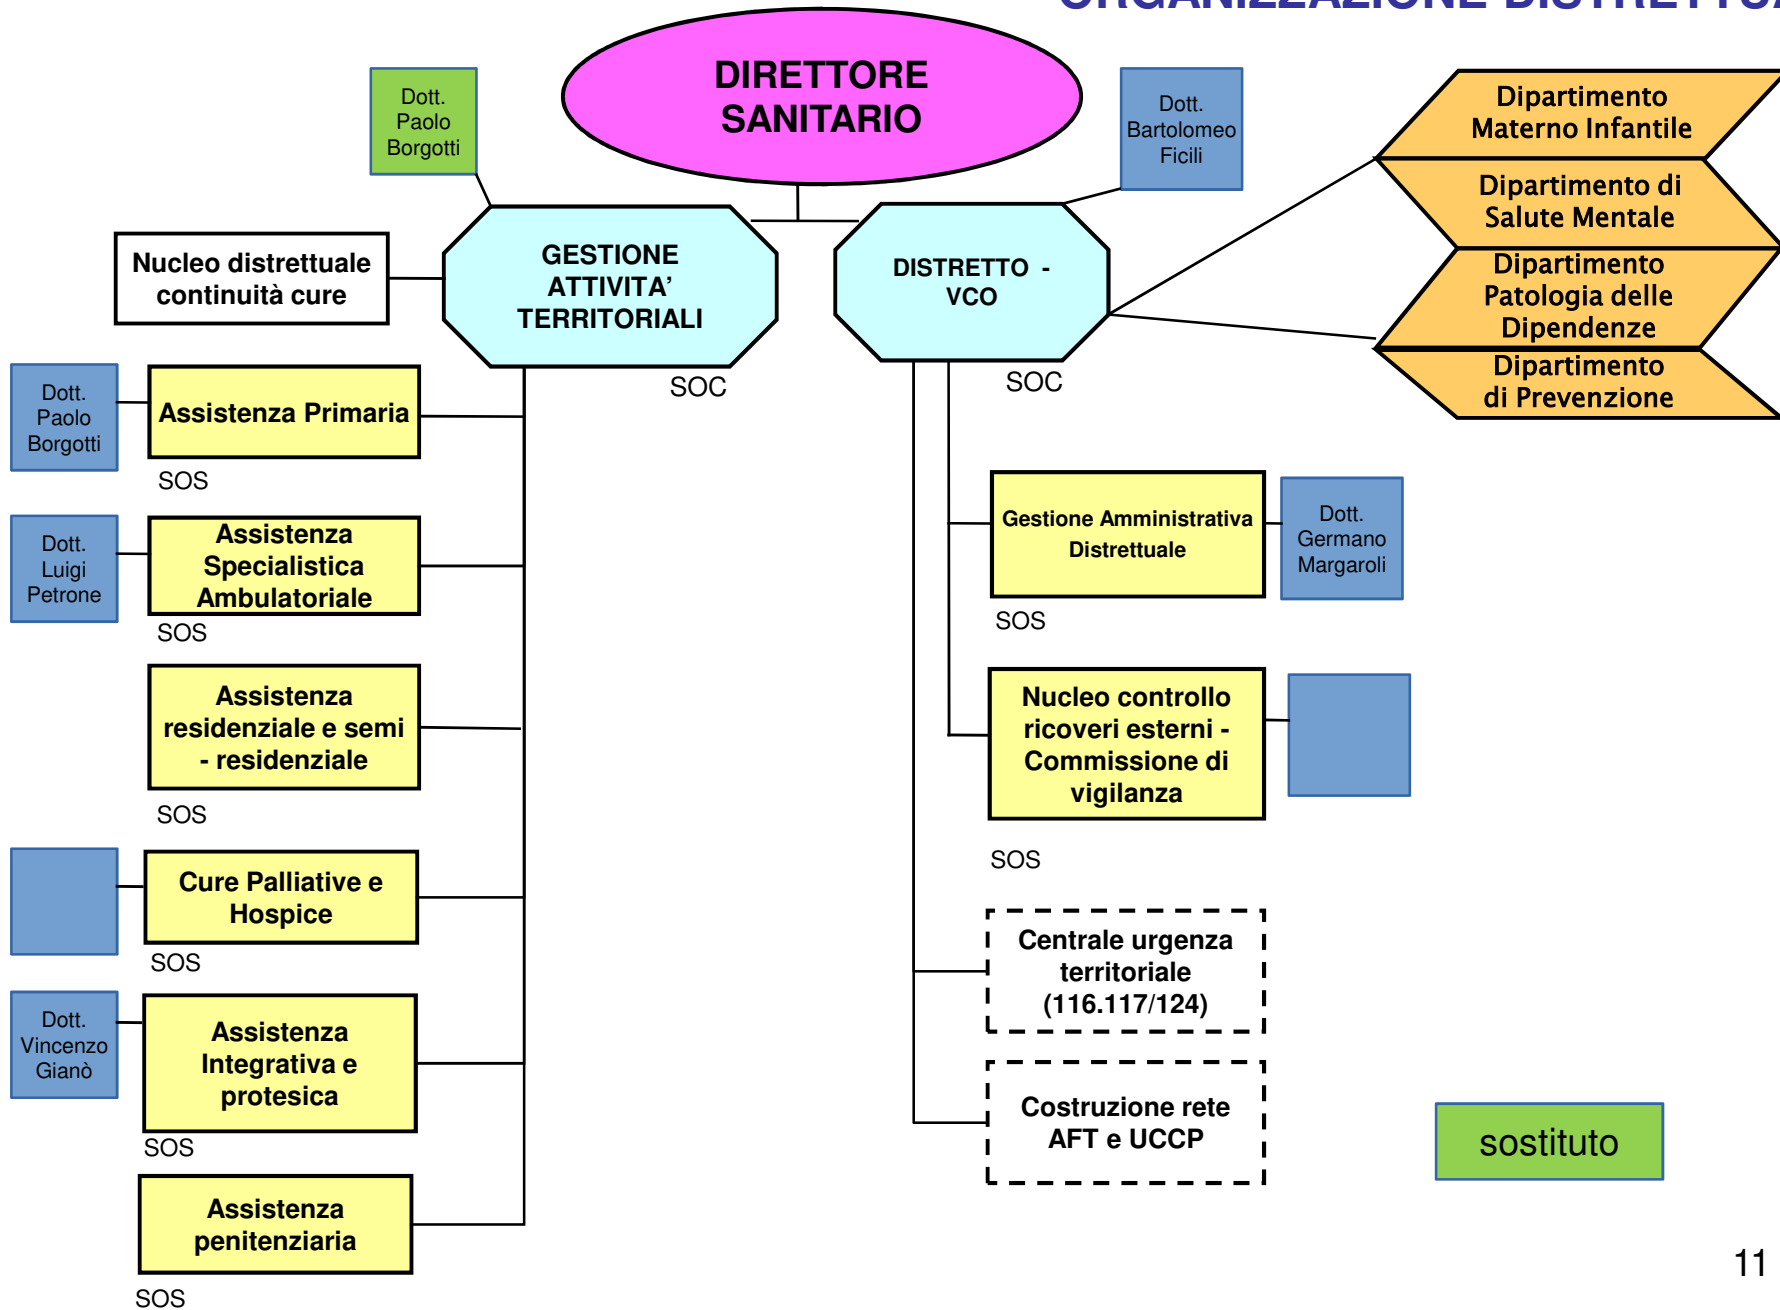 DIRETTORE
SANITARIO
Dott.
Paolo
Borgotti
Dott.
Bartolomeo
Ficili
Dipartimento
Materno Infantile
Dipartimento di
Salute Mentale
Dipartimento
Patologia delle
Dipendenze
Dipartimento
di Prevenzione
Nucleo distrettuale
continuità cure
GESTIONE
ATTIVITA’
TERRITORIALI
SOC
DISTRETTO -
VCO
SOC
Dott.
Paolo
Borgotti
Assistenza Primaria
SOS
Dott.
Luigi
Petrone
Assistenza
Specialistica
Ambulatoriale
SOS
Assistenza
residenziale e semi
- residenziale
SOS
Cure Palliative e
Hospice
SOS
Dott.
Vincenzo
Gianò
Assistenza
Integrativa e
protesica
SOS
Assistenza
penitenziaria
SOS
Gestione Amministrativa
Distrettuale
SOS
Dott.
Germano
Margaroli
Nucleo controllo
ricoveri esterni -
Commissione di
vigilanza
SOS
Centrale urgenza
territoriale
(116.117/124)
Costruzione rete
AFT e UCCP
sostituto
11